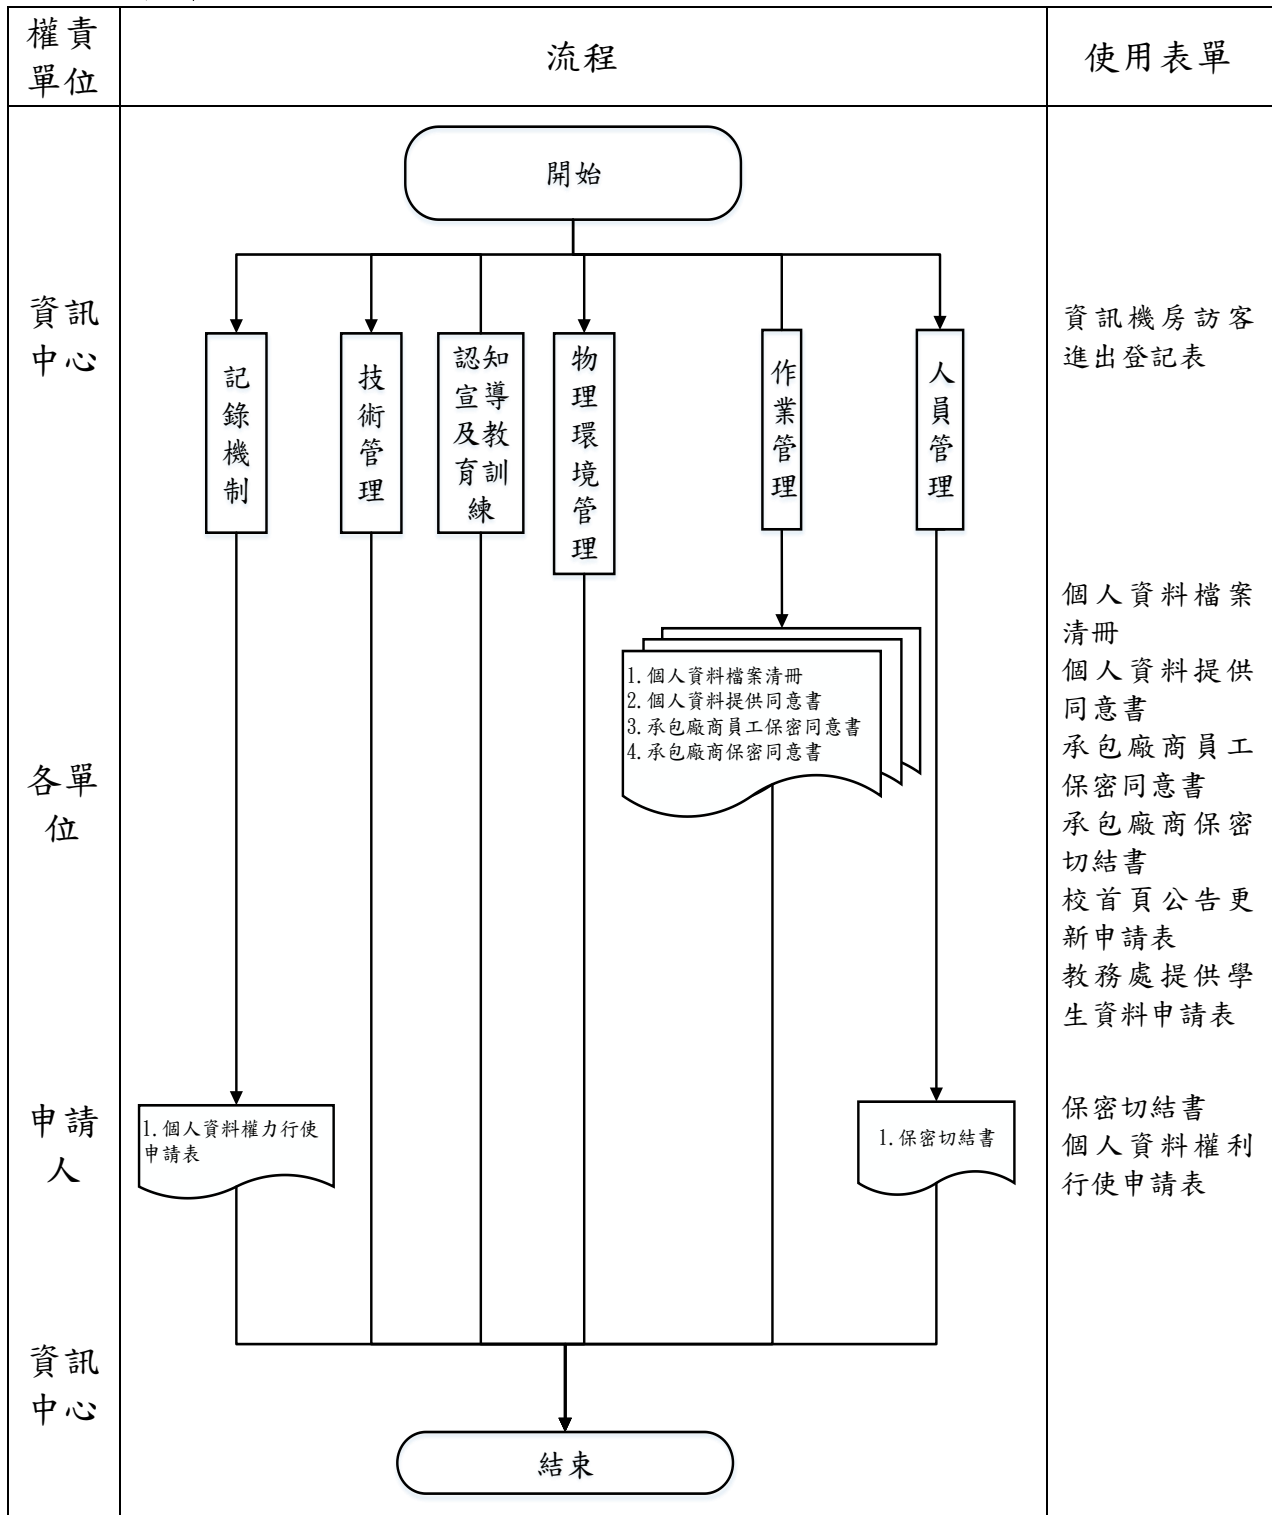 權責
單位
流程
使用表單
開始
資訊
中心
記
錄
機
制
技
術
管
理
認知
宣導
及教
育訓
練
物
理
環
境
管
理
作
業
管
理
人
員
管
理
資訊機房訪客
進出登記表
各單
位
1.個人資料檔案清冊
2.個人資料提供同意書
3.承包廠商員工保密同意書
4.承包廠商保密同意書
個人資料檔案
清冊
個人資料提供
同意書
承包廠商員工
保密同意書
承包廠商保密
切結書
校首頁公告更
新申請表
教務處提供學
生資料申請表
申請
人
1.個人資料權力行使
申請表
1.保密切結書
保密切結書
個人資料權利
行使申請表
資訊
中心
結束